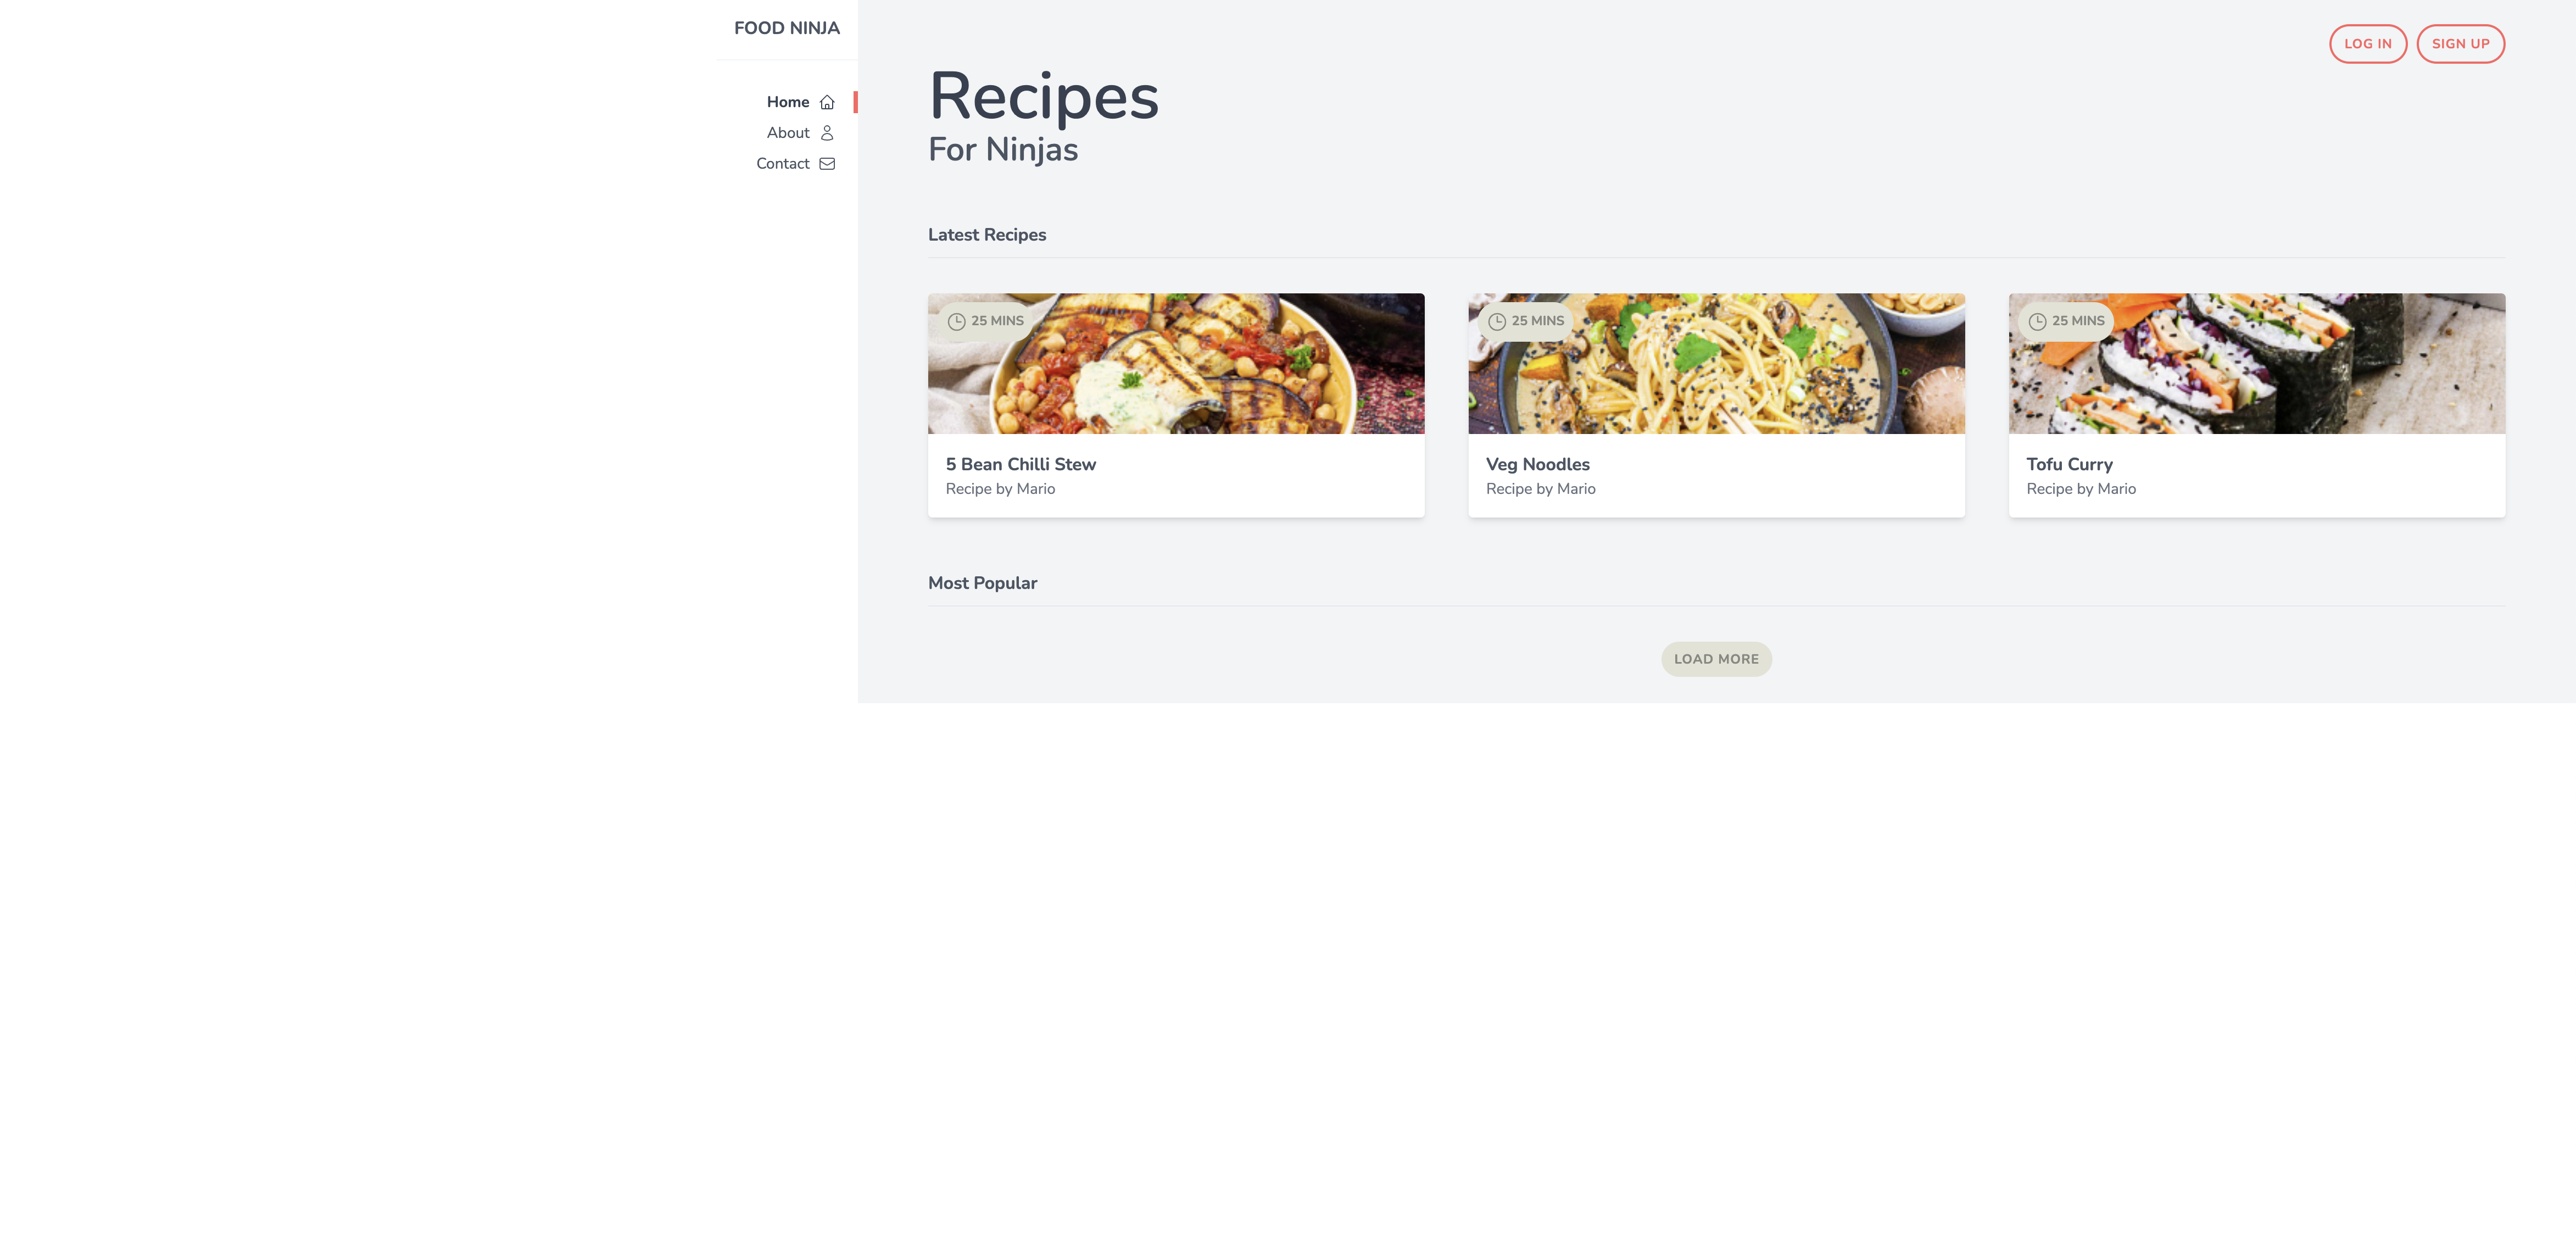 FOOD NINJA
Home
About
Contact
LOG IN
SIGN UP
Recipes
For Ninjas
Latest Recipes
25 MINS
5 Bean Chilli Stew
Recipe by Mario
25 MINS
Veg Noodles
Recipe by Mario
25 MINS
Tofu Curry
Recipe by Mario
Most Popular
LOAD MORE